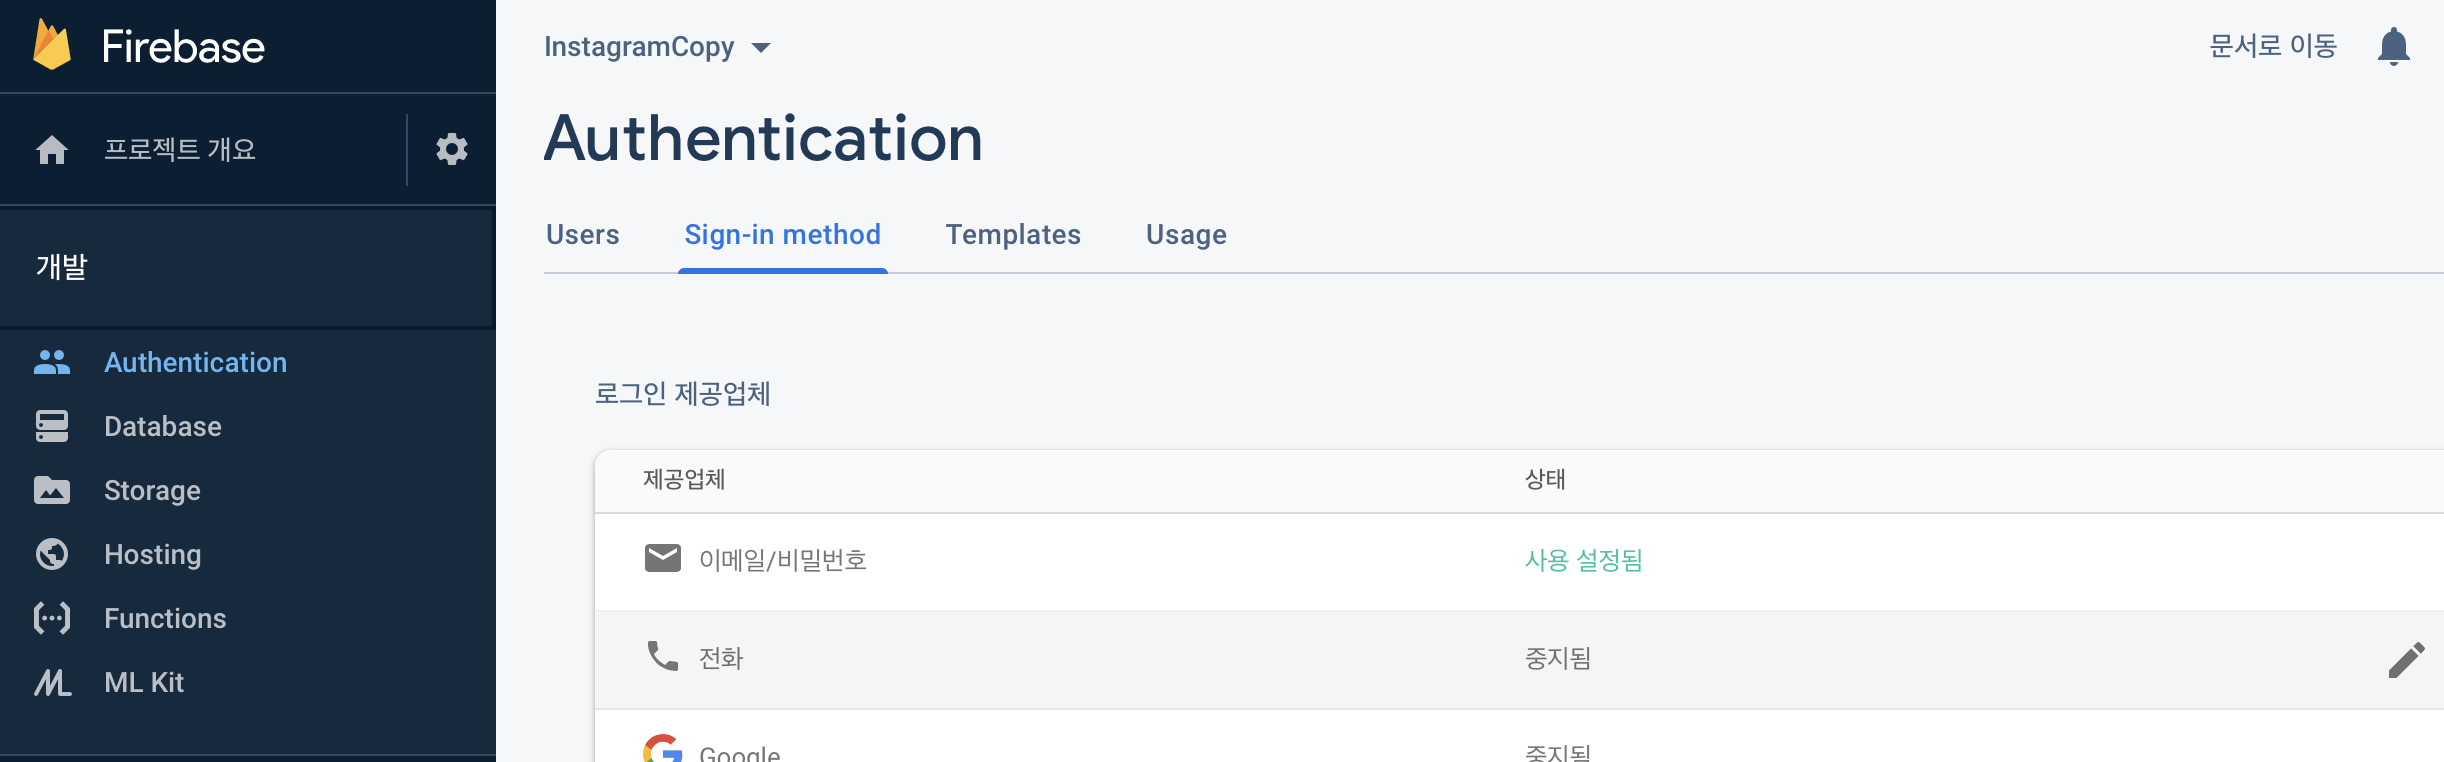 Firebase
프로젝트 개요
개발
Authentication
Database
Storage
Hosting
Functions
ML Kit
InstagramCopy
문서로 이동
Authentication
Users Sign-in method Templates Usage
로그인 제공업체
제공업체 상태
이메일/비밀번호 사용 설정됨
전화 중지됨
Google 중지됨